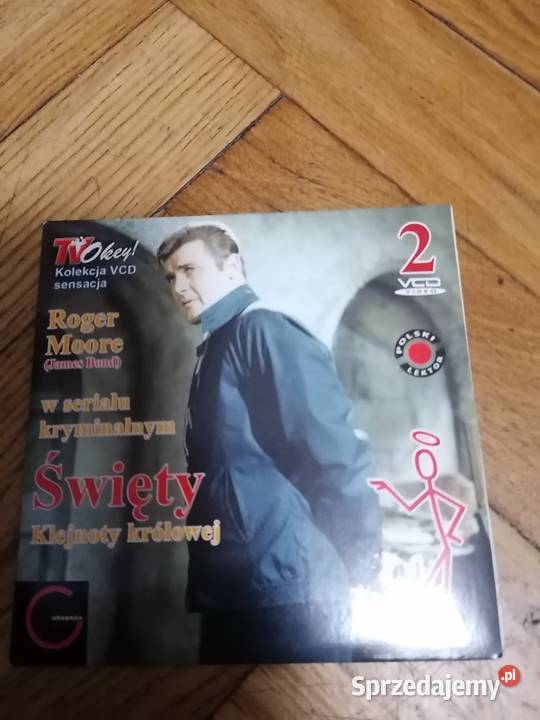 TV Okey!
Kolekcja VCD
sensacja
2
VCD
VIDEO
Roger
Moore
(James Bond)
POLSKI
LEKTOR
w serialu
kryminalnym
Święty
Klejnoty królowej
GRANADA
Sprzedajemy.pl